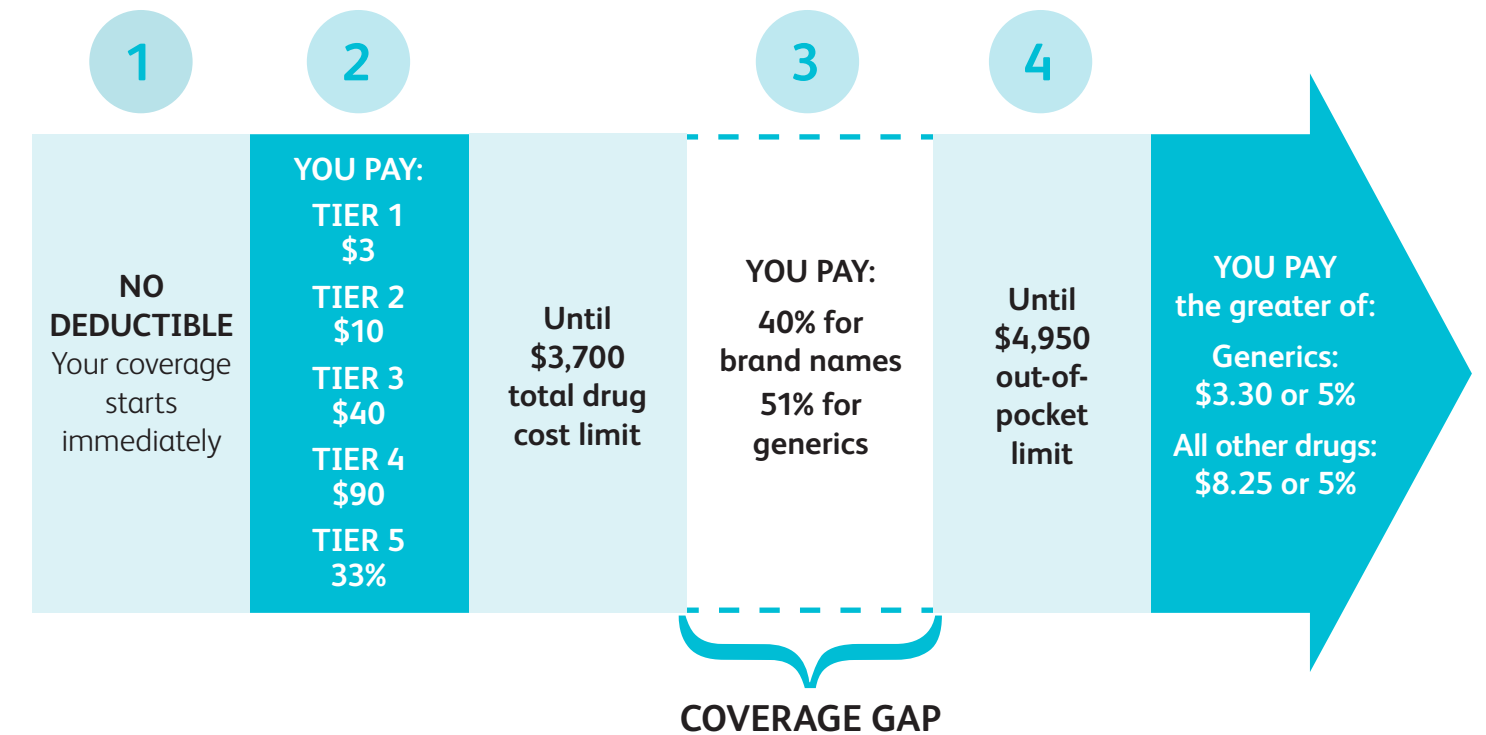 1
2
3
4
NO
DEDUCTIBLE
Your coverage
starts
immediately
YOU PAY:
TIER 1
$3
TIER 2
$10
TIER 3
$40
TIER 4
$90
TIER 5
33%
Until
$3,700
total drug
cost limit
YOU PAY:
40% for
brand names
51% for
generics
Until
$4,950
out-of-
pocket
limit
YOU PAY
the greater of:
Generics:
$3.30 or 5%
All other drugs:
$8.25 or 5%
COVERAGE GAP